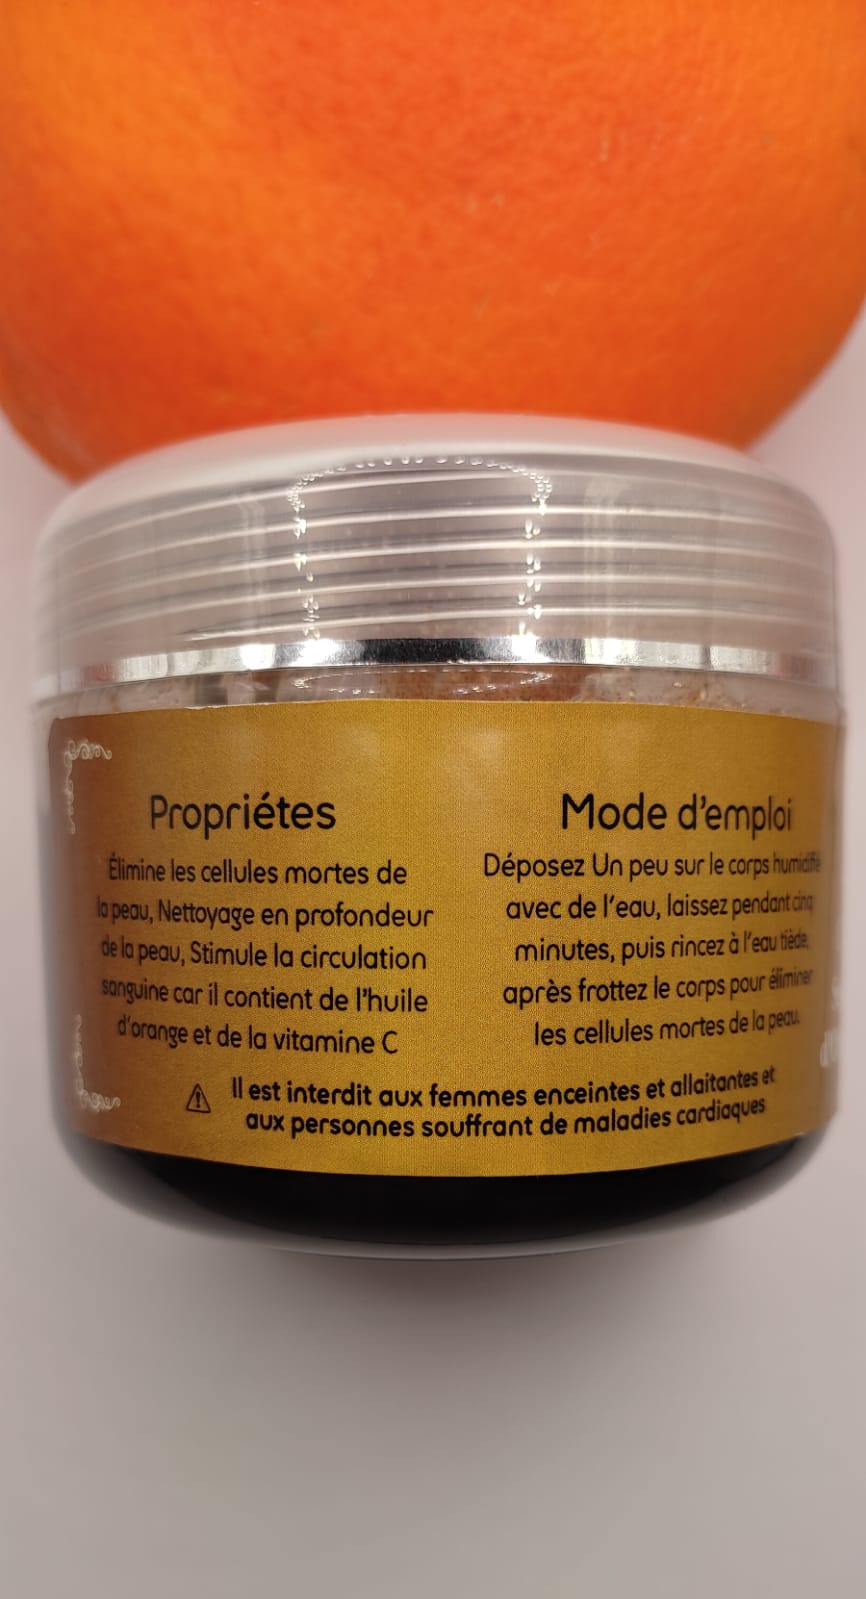 Propriétes
Élimine les cellules mortes de
la peau, Nettoyage en profondeur
de la peau, Stimule la circulation
sanguine car il contient de l'huile
d'orange et de la vitamine C
Mode d'emploi
Déposez Un peu sur le corps humidifié
avec de l'eau, laissez pendant cinq
minutes, puis rincez à l'eau tiède,
après frottez le corps pour éliminer
les cellules mortes de la peau.
Il est interdit aux femmes enceintes et allaitantes et
aux personnes souffrant de maladies cardiaques